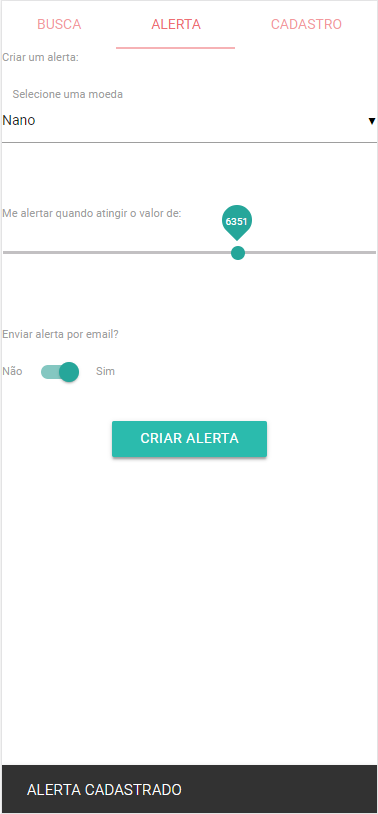 BUSCA ALERTA CADASTRO
Criar um alerta:
Selecione uma moeda
Nano
Me alertar quando atingir o valor de:
6351
Enviar alerta por email?
Não Sim
CRIAR ALERTA
ALERTA CADASTRADO